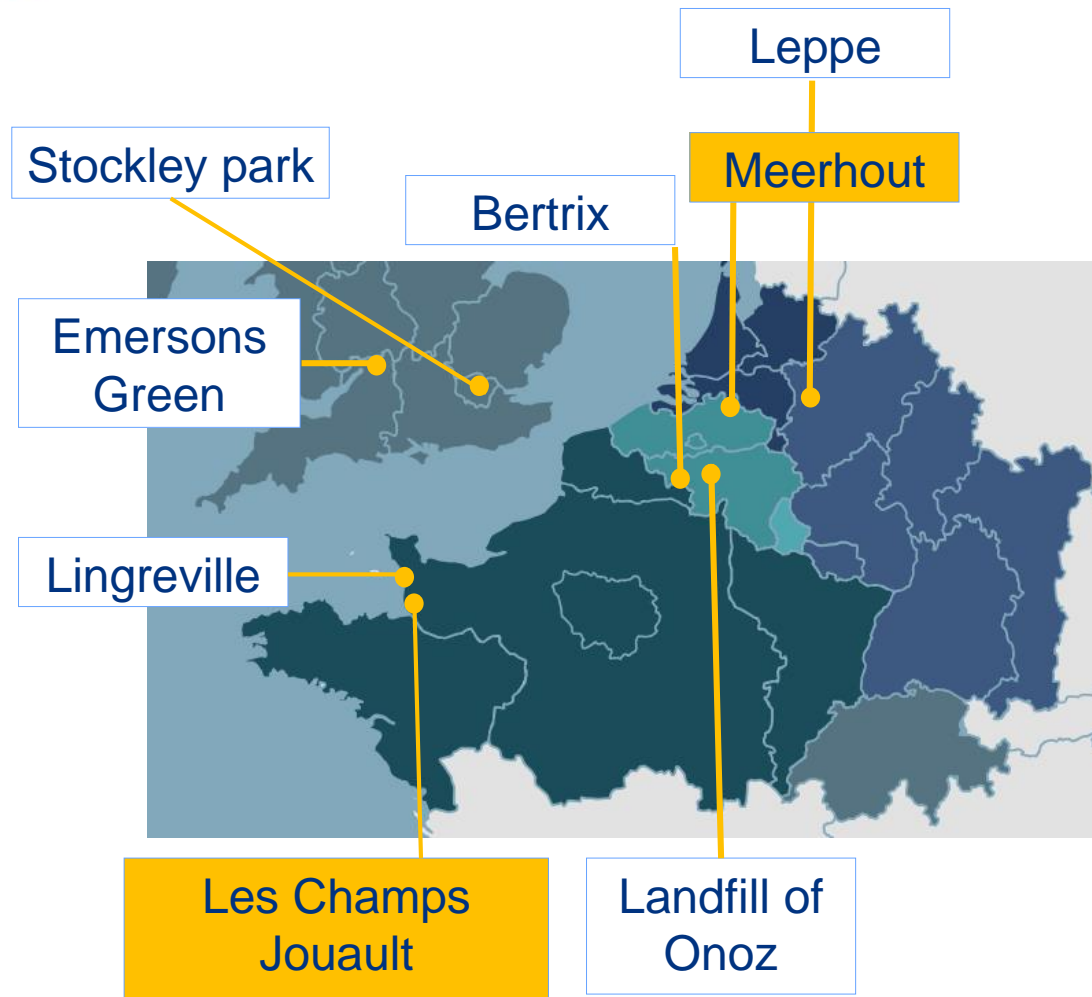 Leppe
Stockley park
Meerhout
Bertrix
Emersons
Green
Lingreville
Les Champs
Jouault
Landfill of
Onoz